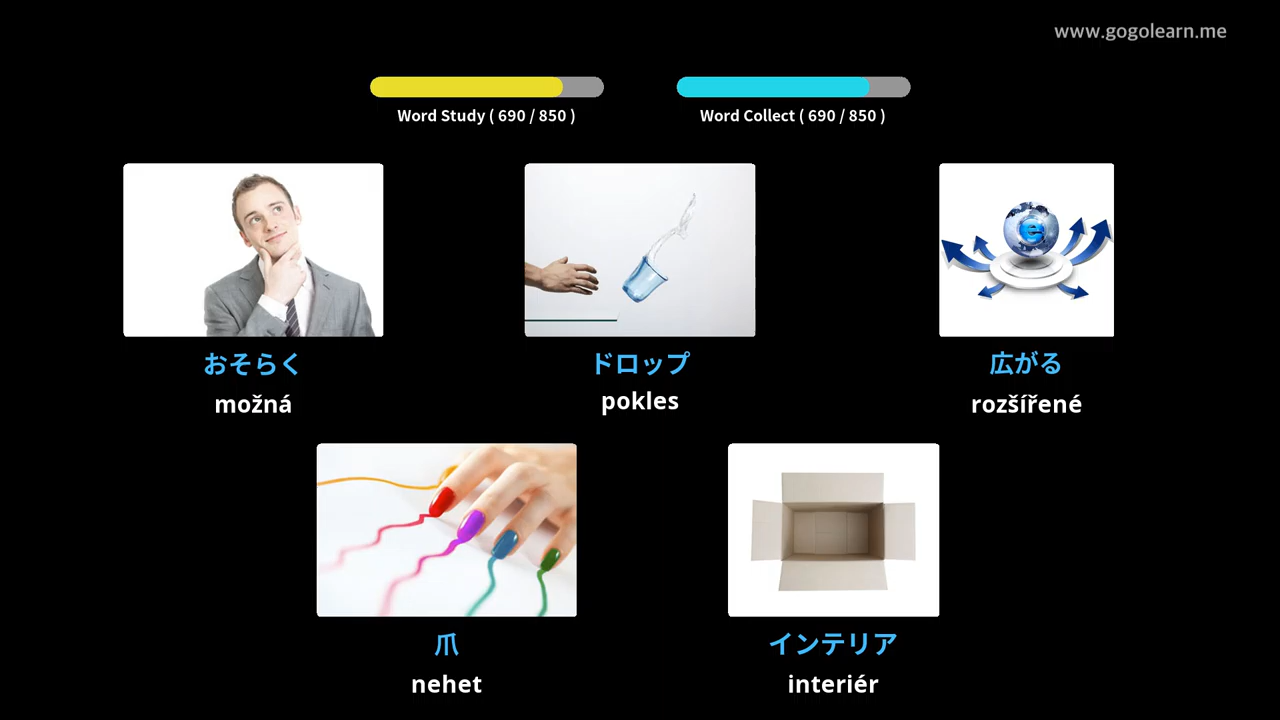 www.gogolearn.me
Word Study ( 690 / 850 )
Word Collect ( 690 / 850 )
おそらく
možná
ドロップ
pokles
広がる
rozšířené
爪
nehet
インテリア
interiér